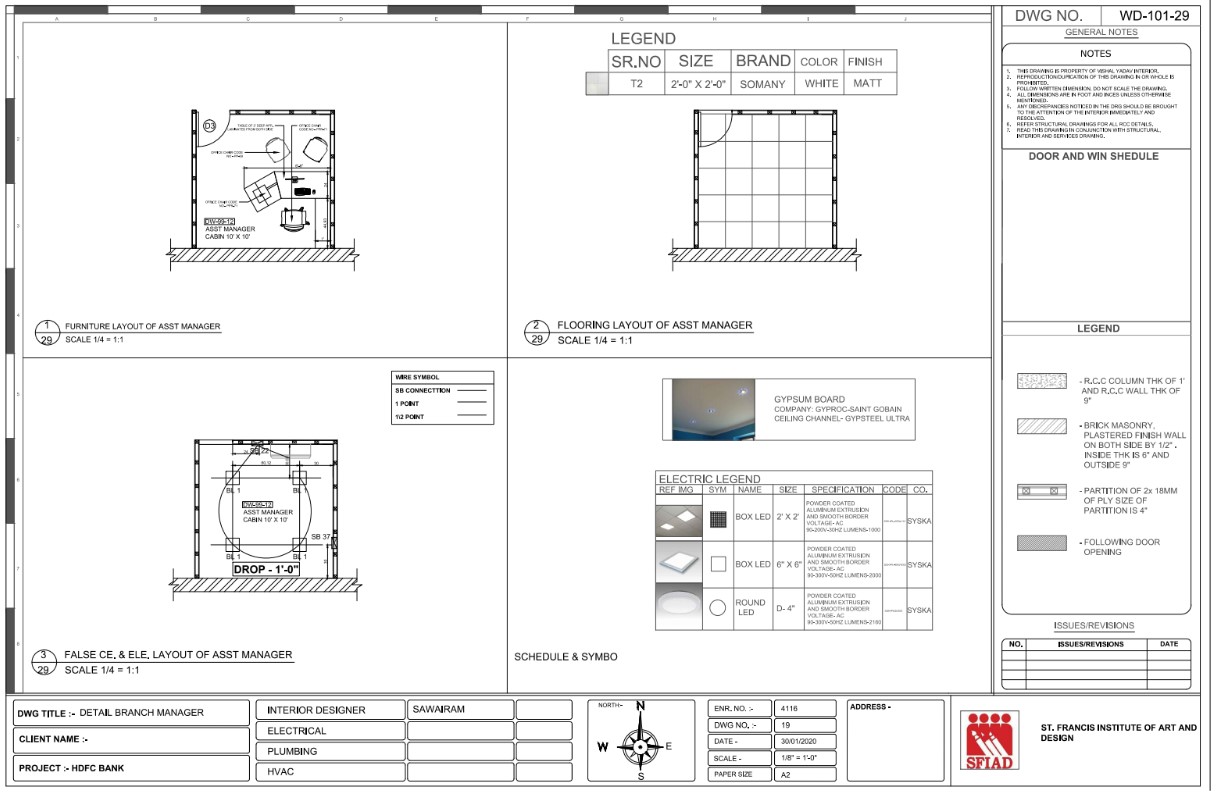 A B C D E F G H I J
DWG NO. WD-101-29
GENERAL NOTES
NOTES
1. THIS DRAWING IS PROPERTY OF VISHAL YADAV INTERIOR.
2. REPRODUCTION/DUPLICATION OF THIS DRAWING IN OR WHOLE IS
PROHIBITED.
3. FOLLOW WRITTEN DIMENSION. DO NOT SCALE THE DRAWING.
4. ALL DIMENSIONS ARE IN FOOT AND INCES UNLESS OTHERWISE
MENTIONED.
5. ANY DISCREPANCIES NOTICED IN THE DRG SHOULD BE BROUGHT
TO THE ATTENTION OF THE INTERIOR IMMEDIATELY AND
RESOLVED.
6. REFER STRUCTURAL DRAWINGS FOR ALL RCC DETAILS.
7. READ THIS DRAWING IN CONJUNCTION WITH STRUCTURAL,
INTERIOR AND SERVICES DRAWING.
DOOR AND WIN SHEDULE
LEGEND
- R.C.C COLUMN THK OF 1'
AND R.C.C WALL THK OF
9"
- BRICK MASONRY,
PLASTERED FINISH WALL
ON BOTH SIDE BY 1/2" .
INSIDE THK IS 6" AND
OUTSIDE 9"
- PARTITION OF 2x 18MM
OF PLY SIZE OF
PARTITION IS 4"
- FOLLOWING DOOR
OPENING
ISSUES/REVISIONS
NO. ISSUES/REVISIONS DATE
D3
OFFICE CHAIR CODE
OFFICE CHAIR CODE
OFFICE CHAIR CODE
DW-99-12
ASST MANAGER
CABIN 10' X 10'
1
29
FURNITURE LAYOUT OF ASST MANAGER
SCALE 1/4 = 1:1
LEGEND
SR.NO SIZE BRAND COLOR FINISH
T2 2'-0" X 2'-0" SOMANY WHITE MATT
2
29
FLOORING LAYOUT OF ASST MANAGER
SCALE 1/4 = 1:1
WIRE SYMBOL
SB CONNECTTION
1 POINT
1\2 POINT
SB 22
BL 1 BL 1
DW-99-12
ASST MANAGER
CABIN 10' X 10'
SB 37
BL 1 BL 1
DROP - 1'-0"
3
29
FALSE CE. & ELE. LAYOUT OF ASST MANAGER
SCALE 1/4 = 1:1
GYPSUM BOARD
COMPANY: GYPROC-SAINT GOBAIN
CEILING CHANNEL- GYPSTEEL ULTRA
ELECTRIC LEGEND
REF IMG SYM NAME SIZE SPECIFICATION CODE CO.
BOX LED 2' X 2' POWDER COATED
ALUMINUM EXTRUSION
AND SMOOTH BORDER
VOLTAGE- AC
SYSKA
BOX LED 6" X 6" POWDER COATED
ALUMINUM EXTRUSION
AND SMOOTH BORDER
VOLTAGE- AC
90-300V-50HZ LUMENS-2000
SYSKA
ROUND
LED D- 4" POWDER COATED
ALUMINUM EXTRUSION
AND SMOOTH BORDER
VOLTAGE- AC
90-300V-50HZ LUMENS-2160
SYSKA
SCHEDULE & SYMBO
DWG TITLE :- DETAIL BRANCH MANAGER
CLIENT NAME :-
PROJECT :- HDFC BANK
INTERIOR DESIGNER SAWAIRAM
ELECTRICAL
PLUMBING
HVAC
NORTH:-
N
W E
S
ENR. NO. :- 4116
DWG NO. :- 19
DATE - 30/01/2020
SCALE - 1/8" = 1'-0"
PAPER SIZE A2
ADDRESS -
SFIAD
ST. FRANCIS INSTITUTE OF ART AND
DESIGN